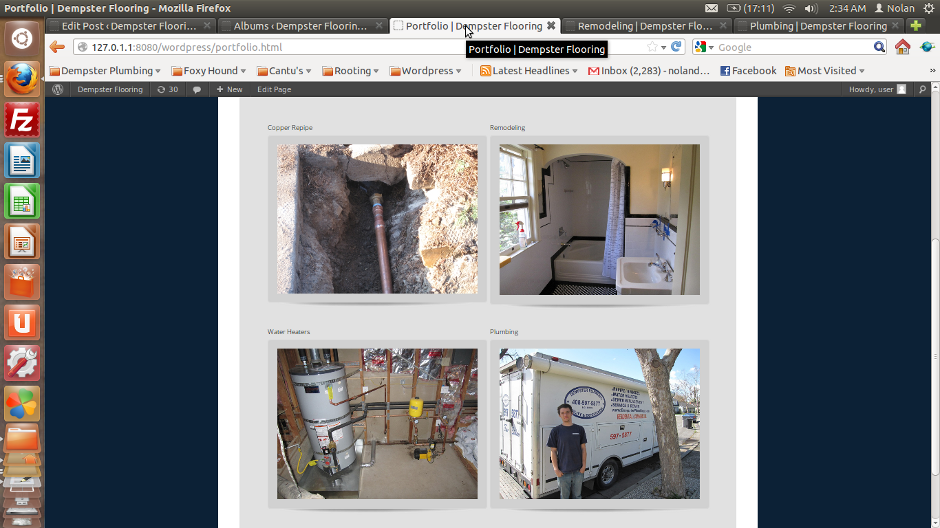 Portfolio | Dempster Flooring - Mozilla Firefox
(17:11) 2:34 AM Nolan
Edit Post ‹ Dempster Floori...
Albums ‹ Dempster Floorin...
Portfolio | Dempster Flooring
Remodeling | Dempster Flo...
Plumbing | Dempster Flooring
127.0.1.1:8080/wordpress/portfolio.html
Google
Portfolio | Dempster Flooring
Dempster Plumbing
Foxy Hound
Cantu's
Rooting
Wordpress
Latest Headlines
Inbox (2,283) - noland...
Facebook
Most Visited
Dempster Flooring
30
+ New
Edit Page
Howdy, user
Copper Repipe
Remodeling
Water Heaters
Plumbing